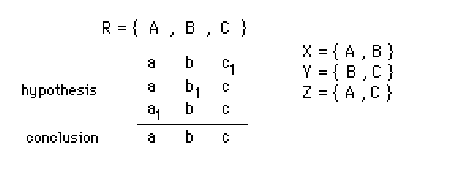 R = { A , B , C }
a b c₁
hypothesis a b₁ c
a₁ b c
conclusion a b c
X = { A , B }
Y = { B , C }
Z = { A , C }